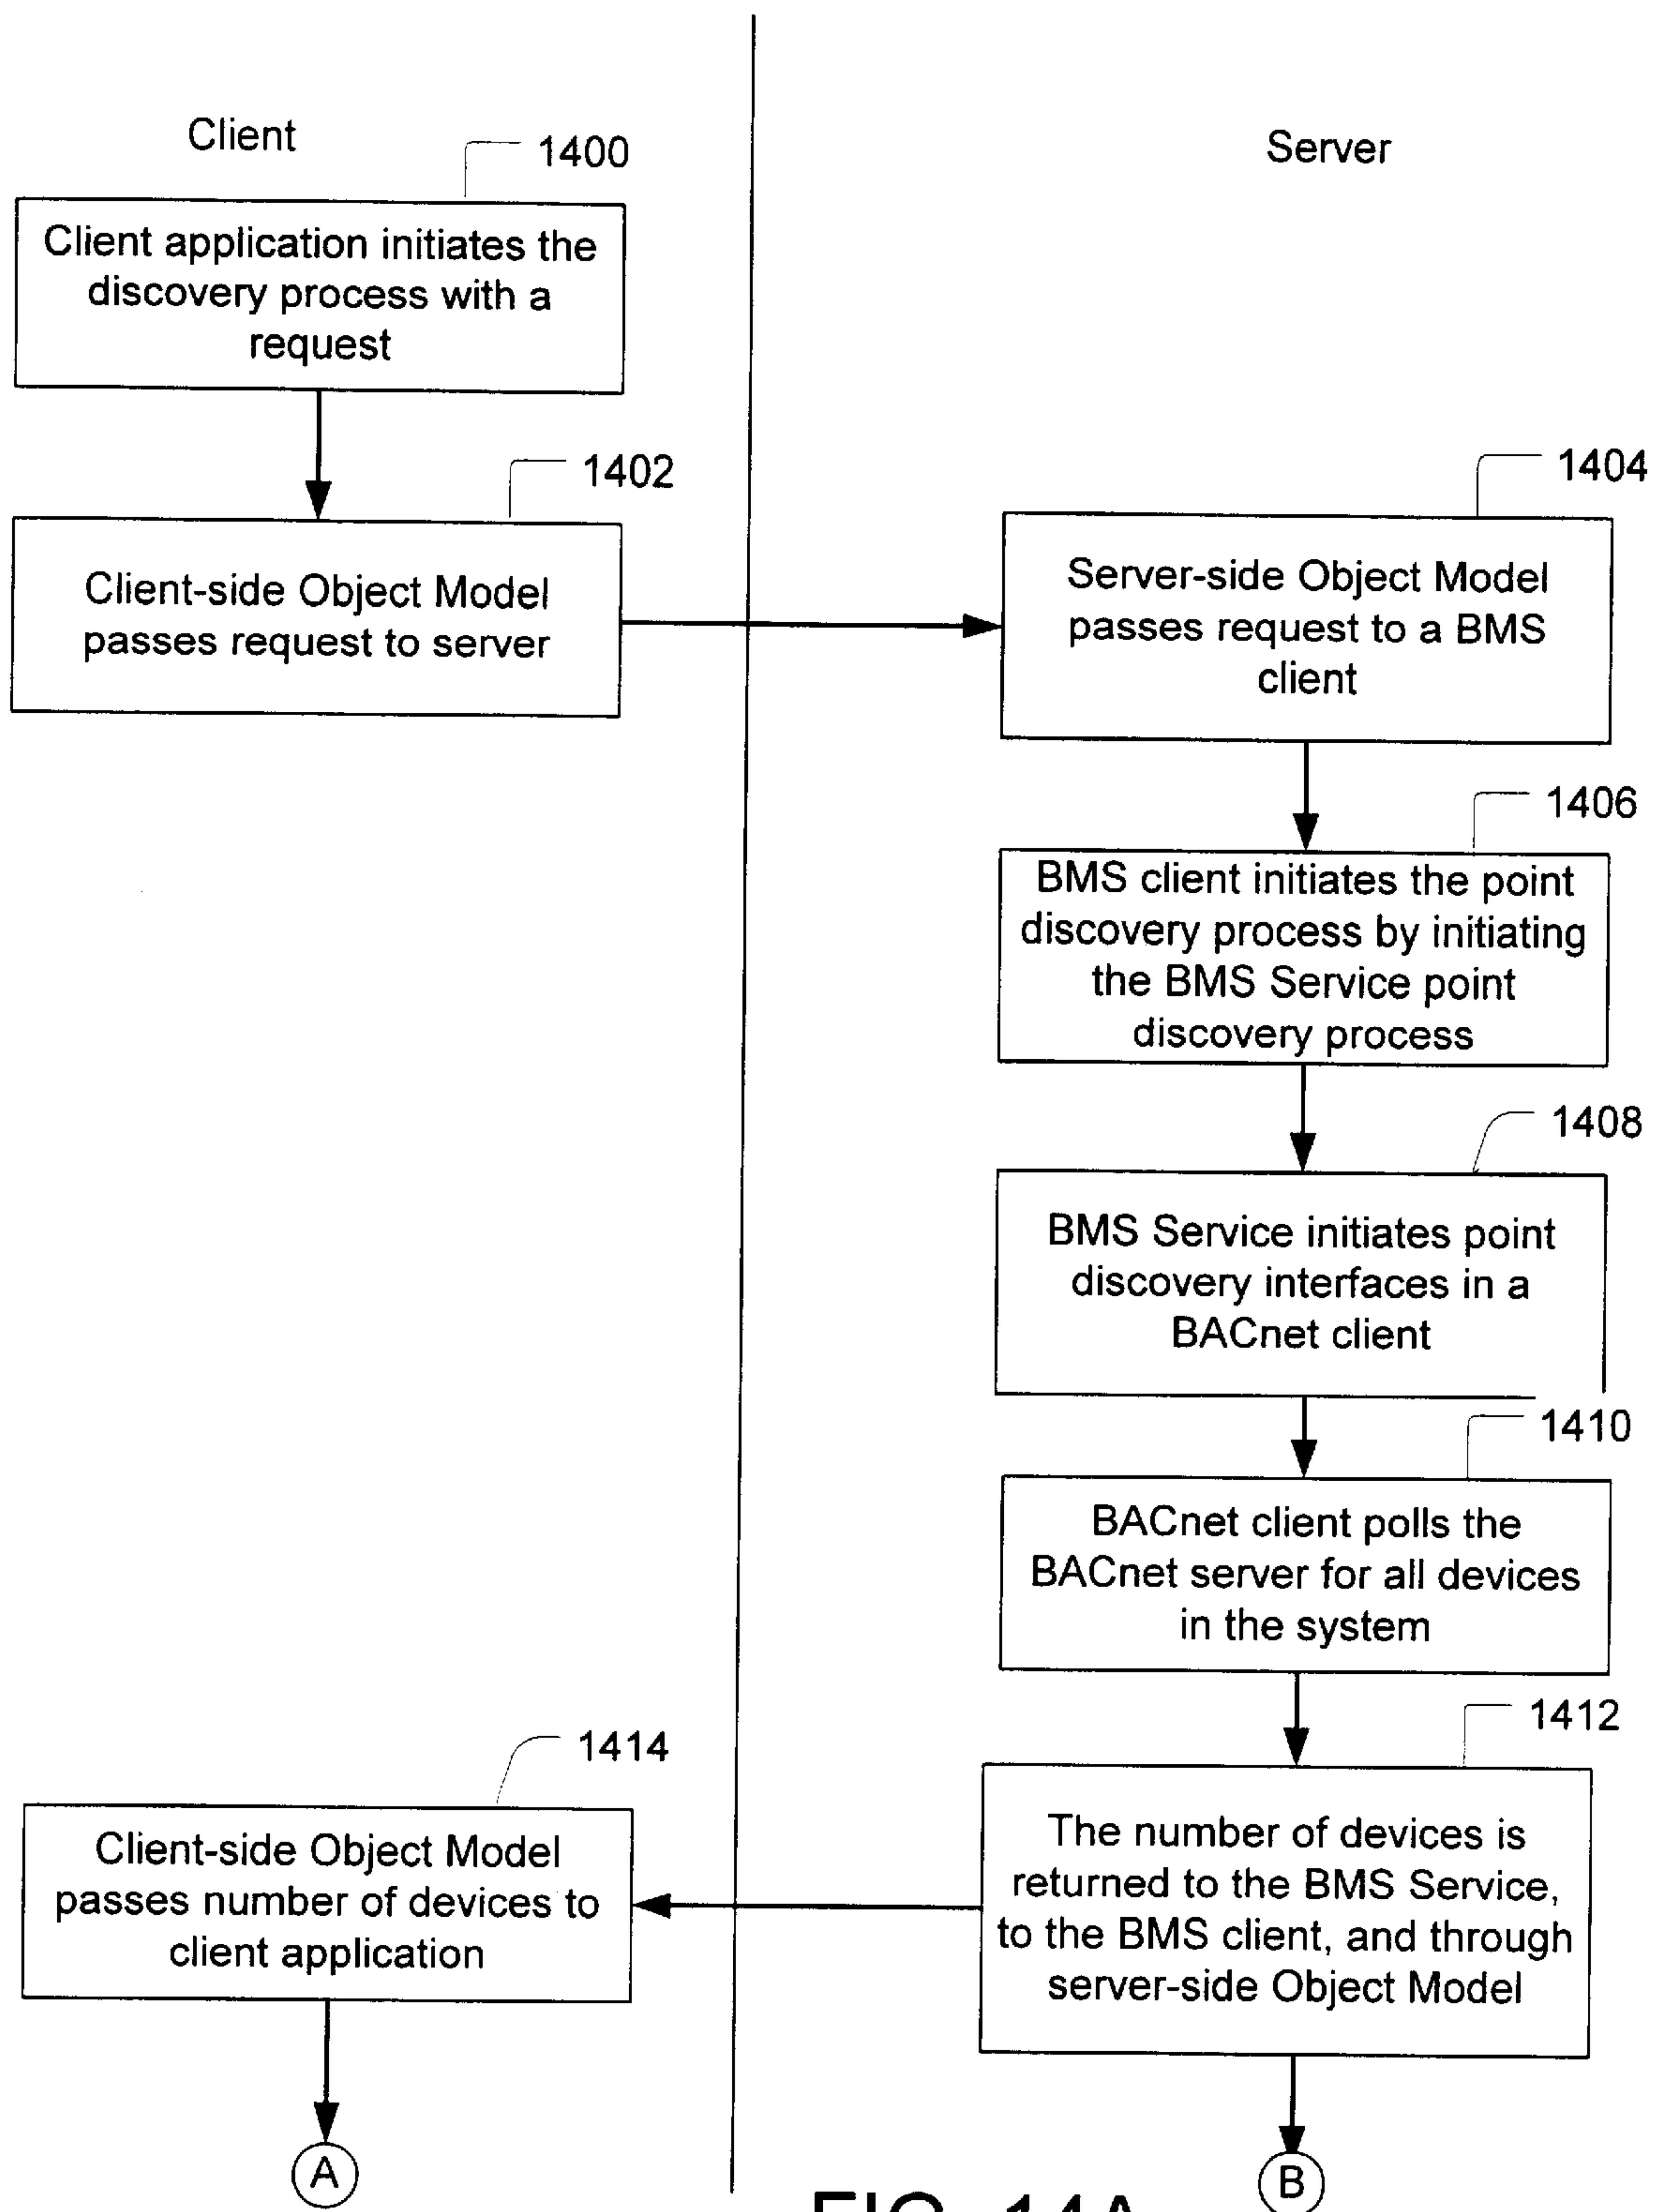 Client
Server
1400
Client application initiates the
discovery process with a
request
1402
Client-side Object Model
passes request to server
1404
Server-side Object Model
passes request to a BMS
client
1406
BMS client initiates the point
discovery process by initiating
the BMS Service point
discovery process
1408
BMS Service initiates point
discovery interfaces in a
BACnet client
1410
BACnet client polls the
BACnet server for all devices
in the system
1412
The number of devices is
returned to the BMS Service,
to the BMS client, and through
server-side Object Model
1414
Client-side Object Model
passes number of devices to
client application
A
B
FIG. 14A